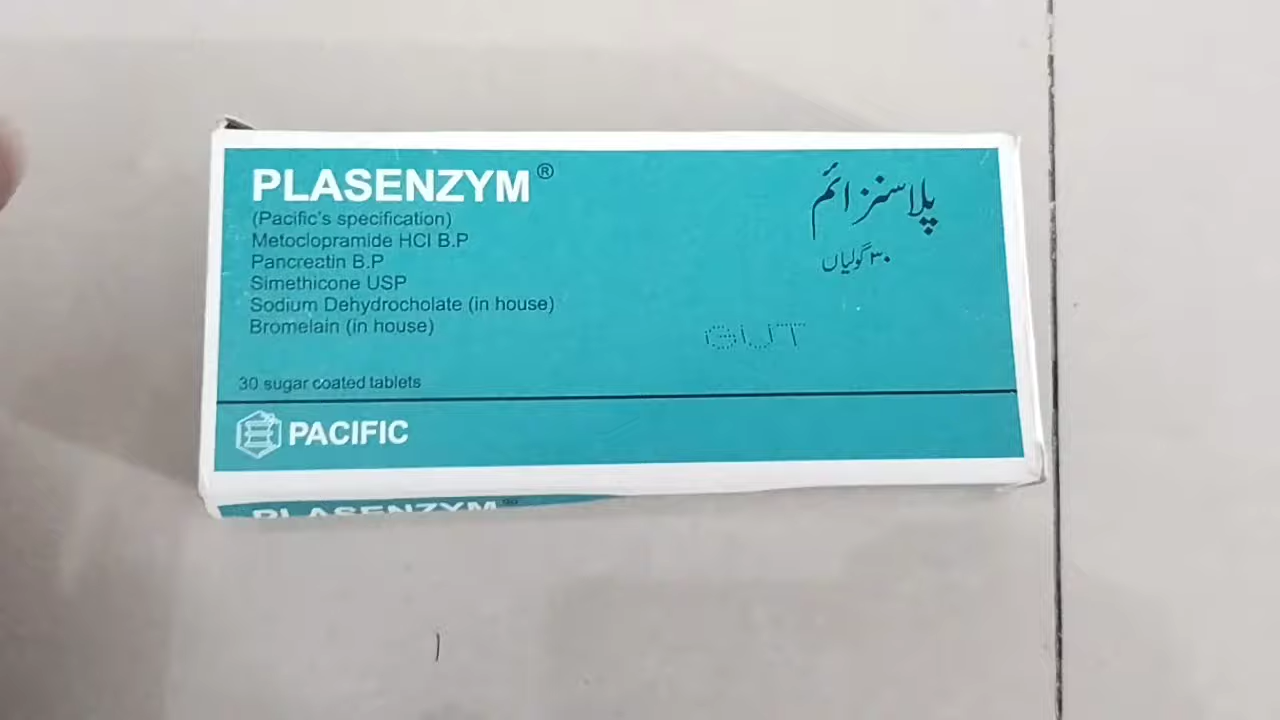 PLASENZYM®
(Pacific's specification)
Metoclopramide HCl B.P
Pancreatin B.P
Simethicone USP
Sodium Dehydrocholate (in house)
Bromelain (in house)
30 sugar coated tablets
PACIFIC
پلاسنزائم
۳۰ گولیاں
PLASENZYM®